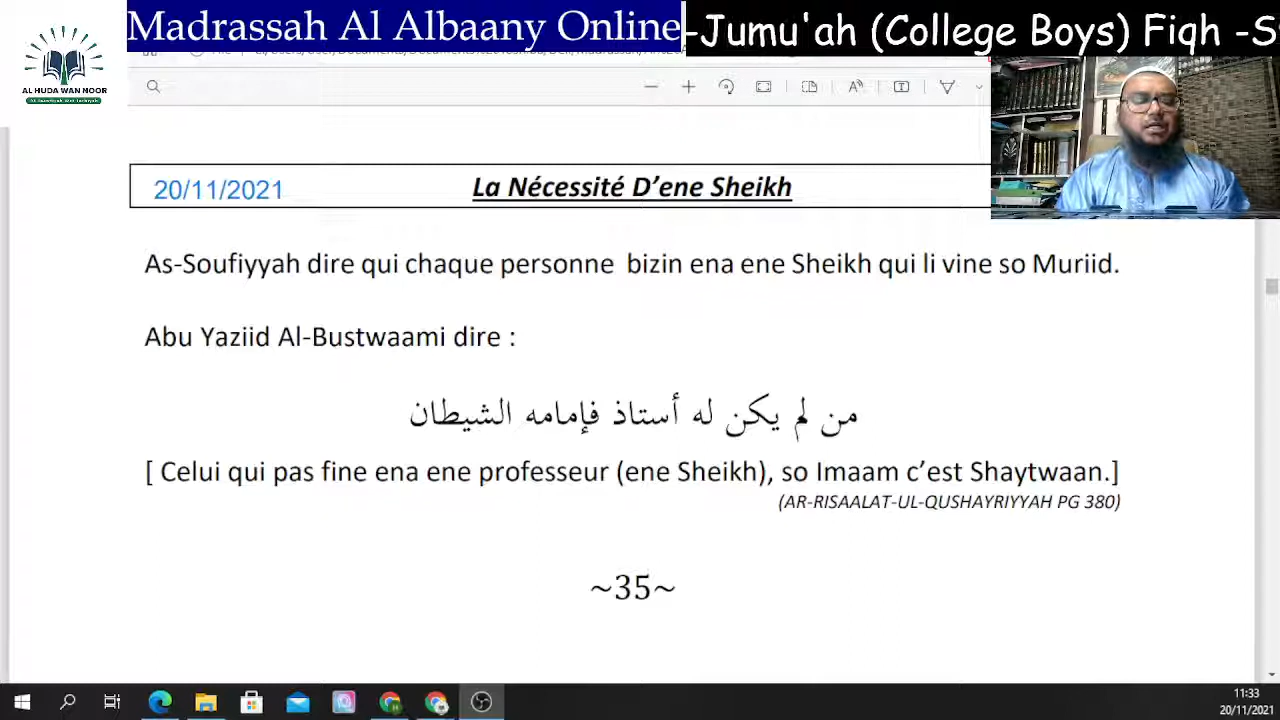 Madrassah Al Albaany Online
-Jumu'ah (College Boys) Fiqh -S
AL HUDA WAN NOOR
20/11/2021
La Nécessité D’ene Sheikh
As-Soufiyyah dire qui chaque personne bizin ena ene Sheikh qui li vine so Muriid.
Abu Yaziid Al-Bustwaami dire :
من لم يكن له أستاذ فإمامه الشيطان
[ Celui qui pas fine ena ene professeur (ene Sheikh), so Imaam c’est Shaytwaan.]
(AR-RISAALAT-UL-QUSHAYRIYYAH PG 380)
~35~
11:33
20/11/2021